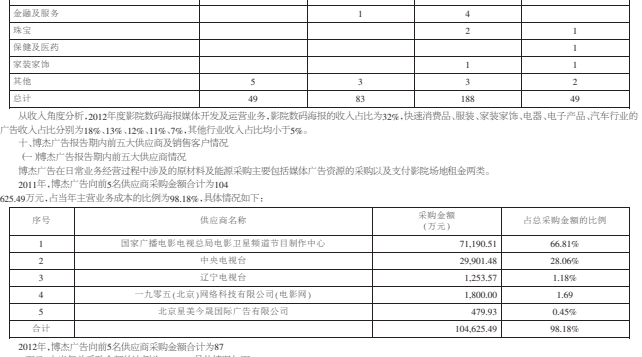 金融及服务 1 4
珠宝 2 1
保健及医药 1
家装家饰 1 1
其他 5 3 3 2
总计 49 83 188 49
从收入角度分析,2012年度影院数码海报媒体开发及运营业务,影院数码海报的收入占比为32%,快速消费品、服装、家装家饰、电器、电子产品、汽车行业的
广告收入占比分别为18%、13%、12%、11%、7%,其他行业收入占比均小于5%。
十、博杰广告报告期内前五大供应商及销售客户情况
(一)博杰广告报告期内前五大供应商情况
博杰广告在日常业务经营过程中涉及的原材料及能源采购主要包括媒体广告资源的采购以及支付影院场地租金两类。
2011年,博杰广告向前5名供应商采购金额合计为104
625.49万元,占当年主营业务成本的比例为98.18%,具体情况如下:
序号 供应商名称 采购金额 占总采购金额的比例
(万元)
1 国家广播电影电视总局电影卫星频道节目制作中心 71,190.51 66.81%
2 中央电视台 29,901.48 28.06%
3 辽宁电视台 1,253.57 1.18%
4 一九零五(北京)网络科技有限公司(电影网) 1,800.00 1.69
5 北京星美今晟国际广告有限公司 479.93 0.45%
合计 104,625.49 98.18%
2012年,博杰广告向前5名供应商采购金额合计为87